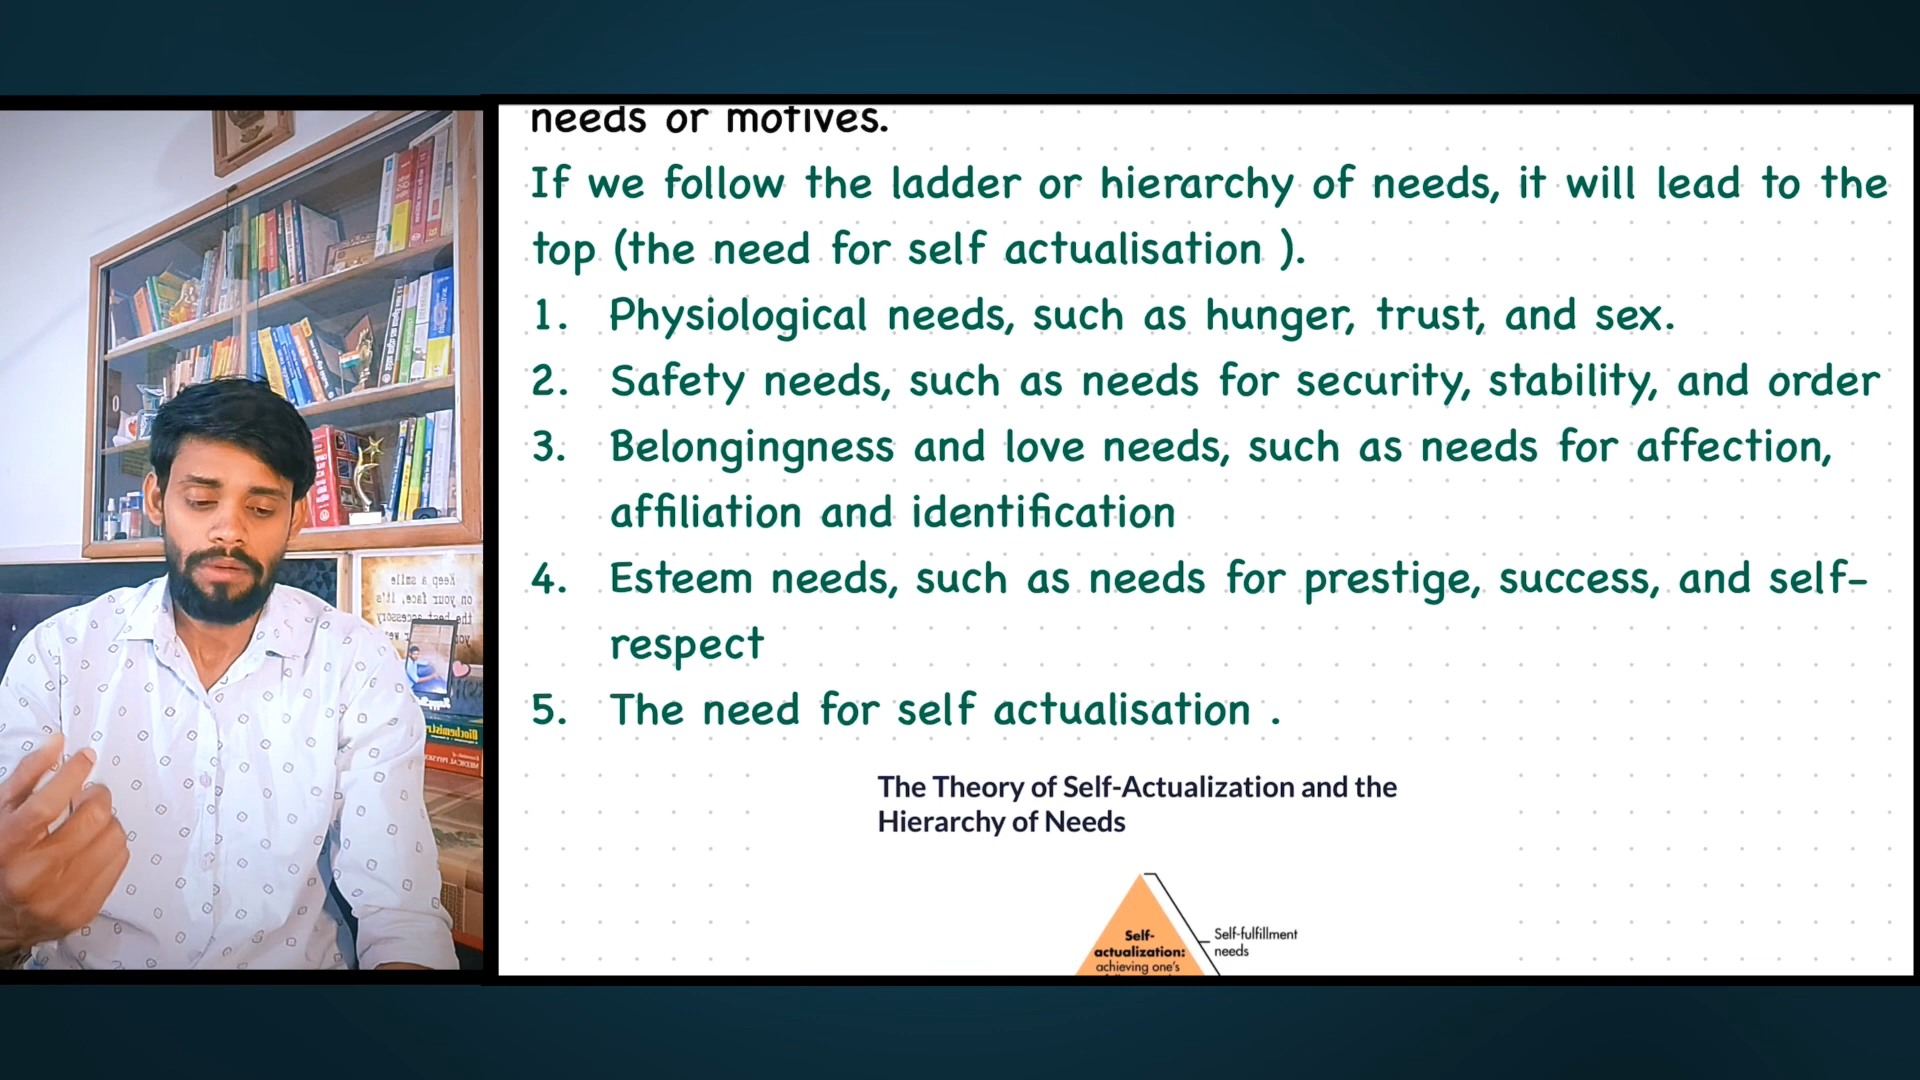 needs or motives.
If we follow the ladder or hierarchy of needs, it will lead to the
top (the need for self actualisation ).
1. Physiological needs, such as hunger, trust, and sex.
2. Safety needs, such as needs for security, stability, and order
3. Belongingness and love needs, such as needs for affection,
affiliation and identification
4. Esteem needs, such as needs for prestige, success, and self-
respect
5. The need for self actualisation .
The Theory of Self-Actualization and the
Hierarchy of Needs
Self-
actualization:
achieving one's
Self-fulfillment
needs
Keep a smile
on your face, it's
the best accessory